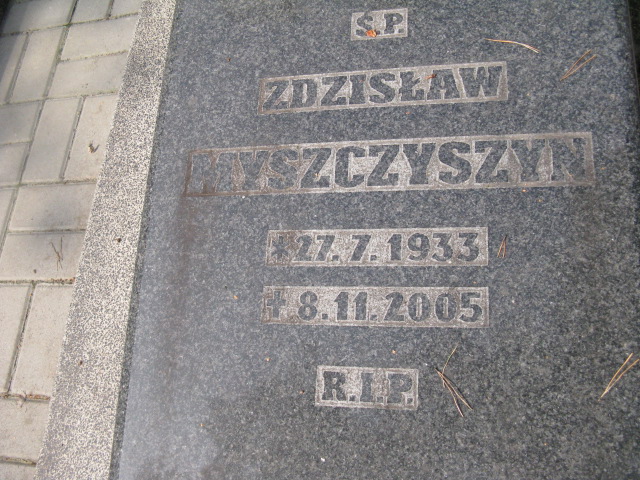 Ś.P.
ZDZISŁAW
MYSZCZYSZYN
* 27. 7. 1933
† 8. 11. 2005
R.I.P.